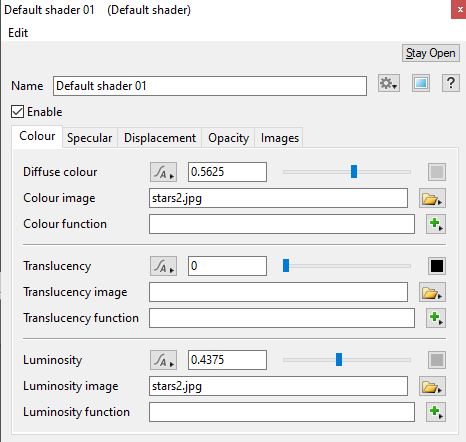 Default shader 01 (Default shader)
Edit
Stay Open
Name Default shader 01
?
Enable
Colour Specular Displacement Opacity Images
Diffuse colour 0.5625
Colour image stars2.jpg
Colour function
Translucency 0
Translucency image
Translucency function
Luminosity 0.4375
Luminosity image stars2.jpg
Luminosity function